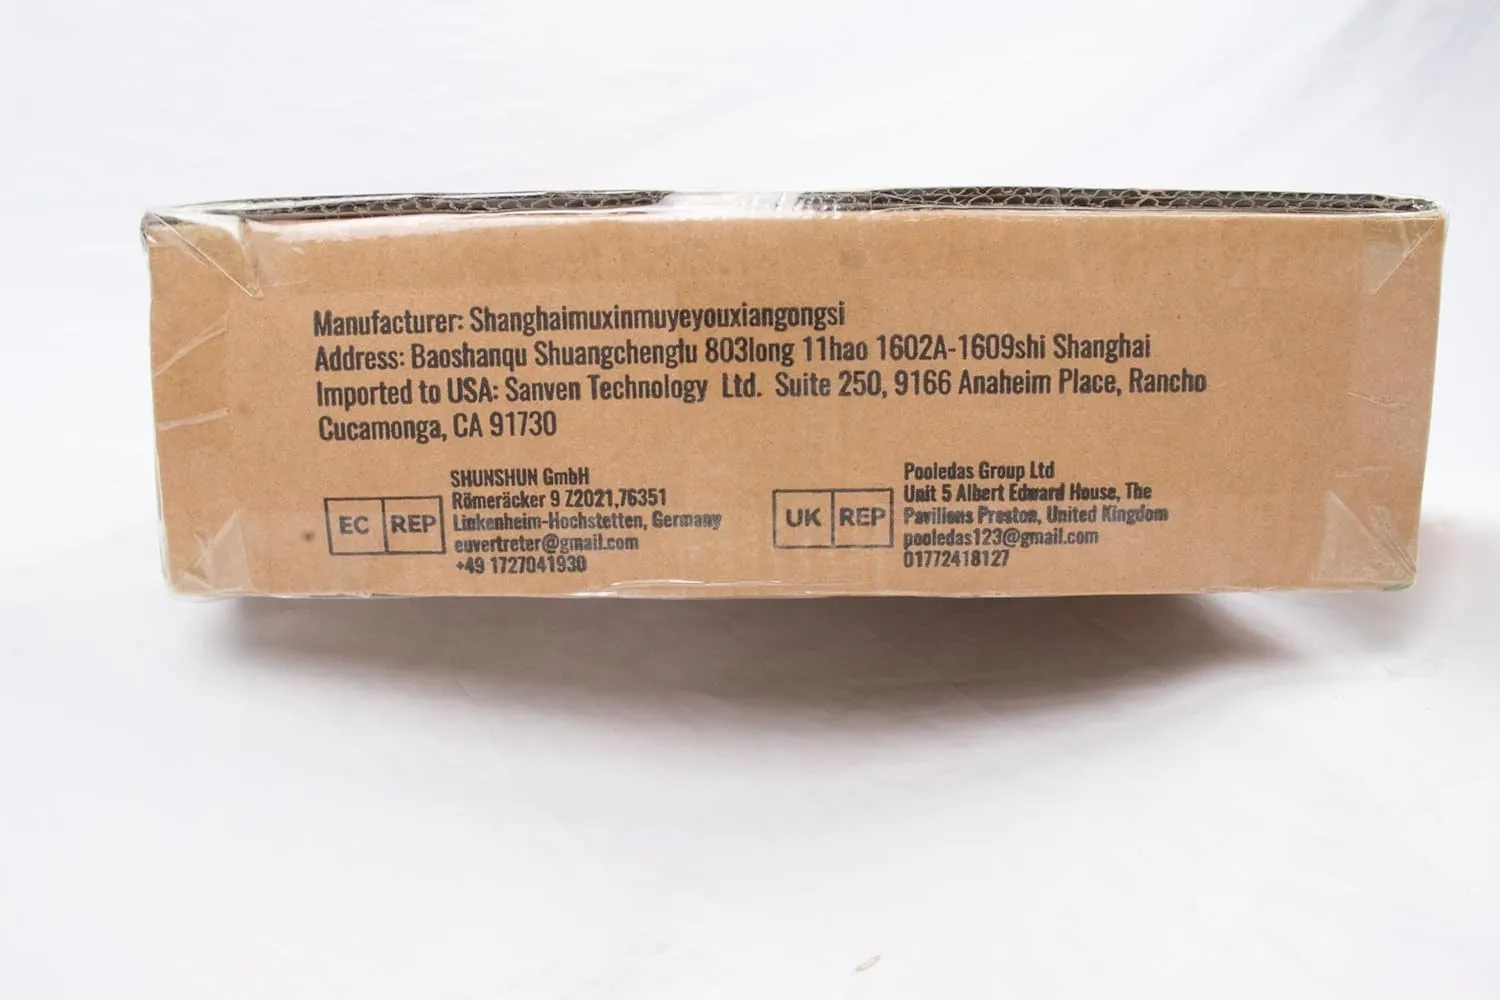 Manufacturer: Shanghaimuxinmuyeyouxiangongsi
Address: Baoshanqu Shuangchenglu 803long 11hao 1602A-1609shi Shanghai
Imported to USA: Sanven Technology Ltd. Suite 250, 9166 Anaheim Place, Rancho
Cucamonga, CA 91730
EC REP
SHUNSHUN GmbH
Römeräcker 9 Z2021,76351
Linkenheim-Hochstetten, Germany
euvertreter@gmail.com
+49 1727041930
UK REP
Pooledas Group Ltd
Unit 5 Albert Edward House, The
Pavilions Preston, United Kingdom
pooledas123@gmail.com
01772418127